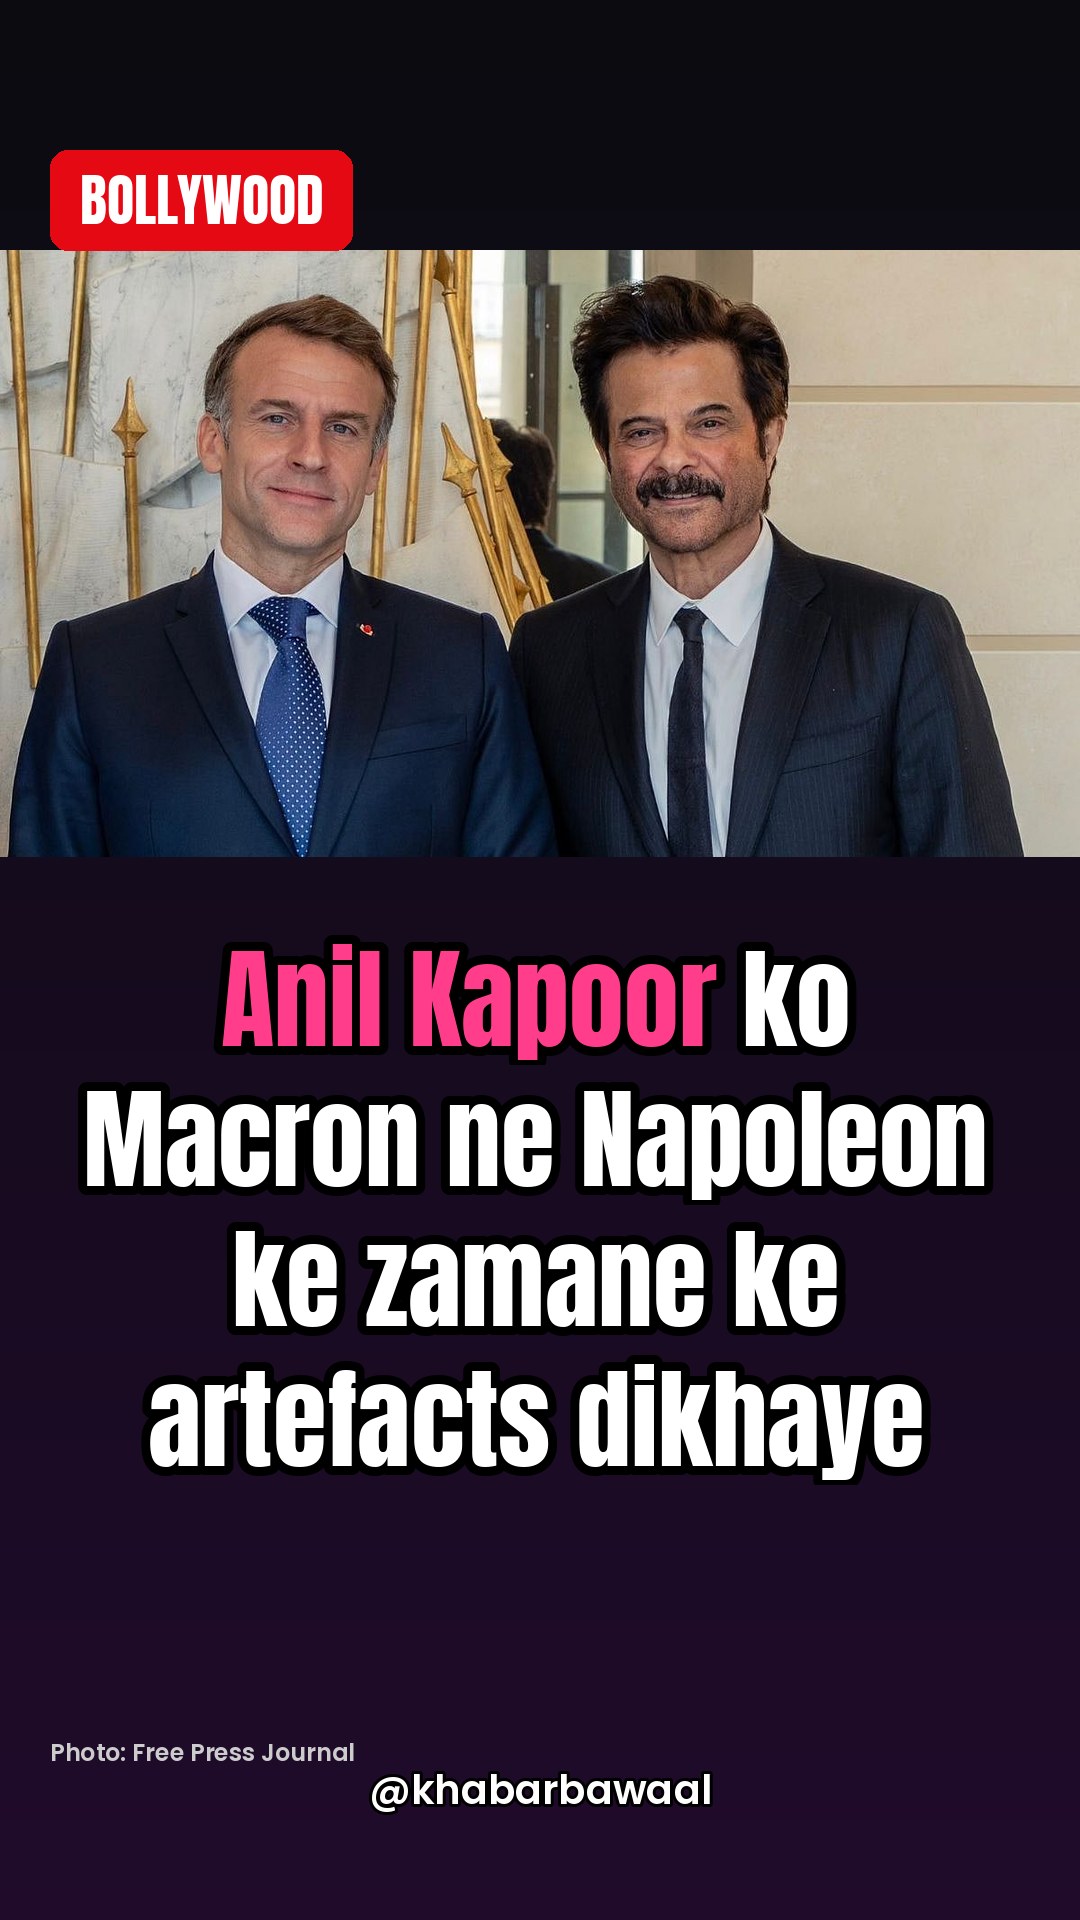 BOLLYWOOD
Anil Kapoor ko
Macron ne Napoleon
ke zamane ke
artefacts dikhaye
Photo: Free Press Journal
@khabarbawaal